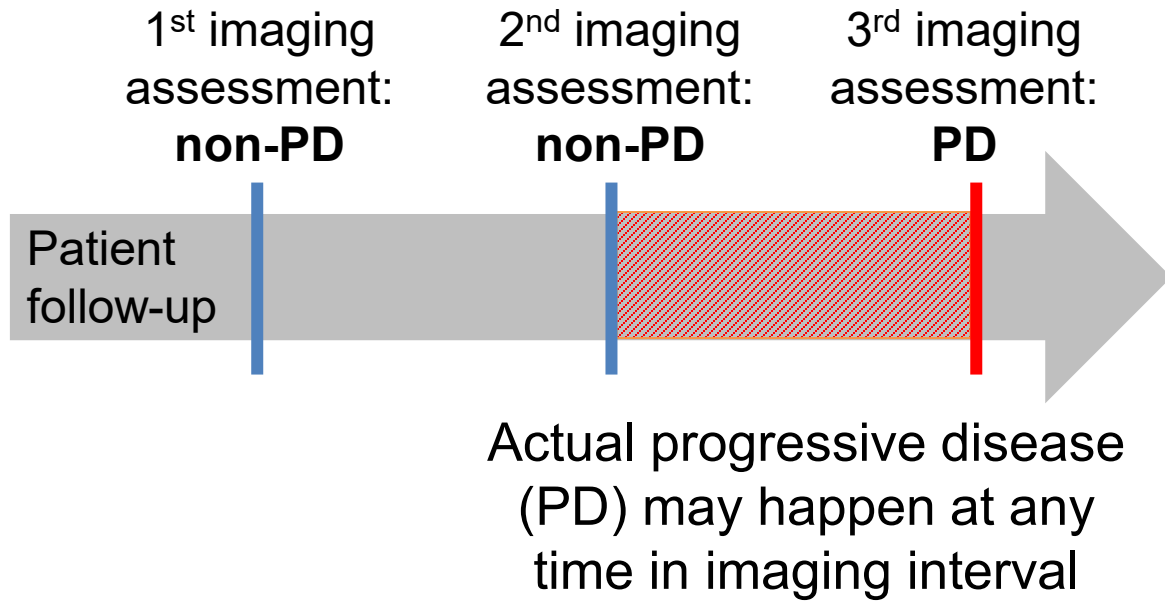 1st imaging
assessment:
non-PD
2nd imaging
assessment:
non-PD
3rd imaging
assessment:
PD
Patient
follow-up
Actual progressive disease
(PD) may happen at any
time in imaging interval